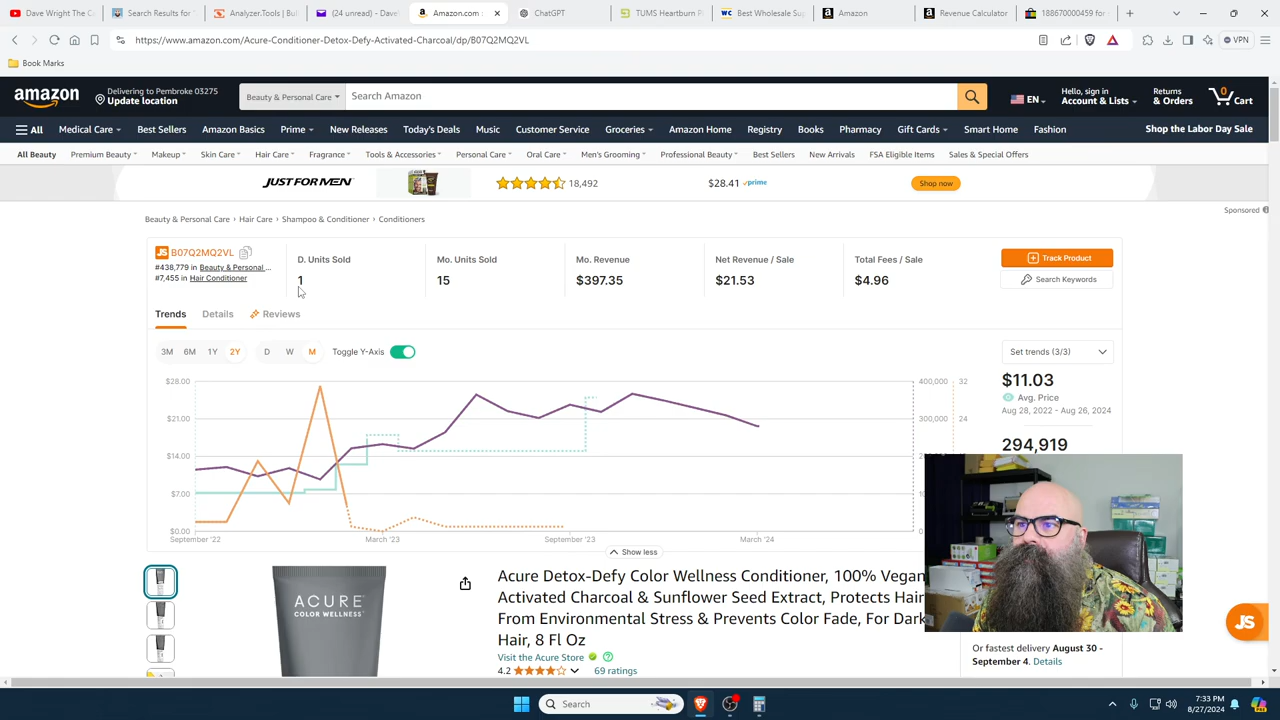 Dave Wright The Ca
Search Results for
Analyzer.Tools | Bul
(24 unread) - Dave
Amazon.com :
ChatGPT
TUMS Heartburn R
Best Wholesale Su
Amazon
Revenue Calculator
188670000459 for
https://www.amazon.com/Acure-Conditioner-Detox-Defy-Activated-Charcoal/dp/B07Q2MQ2VL
VPN
Book Marks
amazon
Delivering to Pembroke 03275
Update location
Beauty & Personal Care
Search Amazon
EN
Hello, sign in
Account & Lists
Returns
& Orders
0
Cart
All
Medical Care
Best Sellers
Amazon Basics
Prime
New Releases
Today's Deals
Music
Customer Service
Groceries
Amazon Home
Registry
Books
Pharmacy
Gift Cards
Smart Home
Fashion
Shop the Labor Day Sale
All Beauty
Premium Beauty
Makeup
Skin Care
Hair Care
Fragrance
Tools & Accessories
Personal Care
Oral Care
Men's Grooming
Professional Beauty
Best Sellers
New Arrivals
FSA Eligible Items
Sales & Special Offers
JUST FOR MEN
18,492
$28.41 prime
Shop now
Sponsored
Beauty & Personal Care › Hair Care › Shampoo & Conditioner › Conditioners
JS B07Q2MQ2VL
#438,779 in Beauty & Personal ...
#7,455 in Hair Conditioner
D. Units Sold
1
Mo. Units Sold
15
Mo. Revenue
$397.35
Net Revenue / Sale
$21.53
Total Fees / Sale
$4.96
Track Product
Search Keywords
Trends
Details
Reviews
3M 6M 1Y 2Y D W M Toggle Y-Axis
Set trends (3/3)
$28.00
$21.00
$14.00
$7.00
$0.00
400,000 32
300,000 24
September '22
March '23
September '23
March '24
$11.03
Avg. Price
Aug 28, 2022 - Aug 26, 2024
294,919
Show less
ACURE
COLOR WELLNESS
Acure Detox-Defy Color Wellness Conditioner, 100% Vegan
Activated Charcoal & Sunflower Seed Extract, Protects Hair
From Environmental Stress & Prevents Color Fade, For Dark
Hair, 8 Fl Oz
Visit the Acure Store
4.2
69 ratings
Or fastest delivery August 30 -
September 4. Details
JS
Search
7:33 PM
8/27/2024